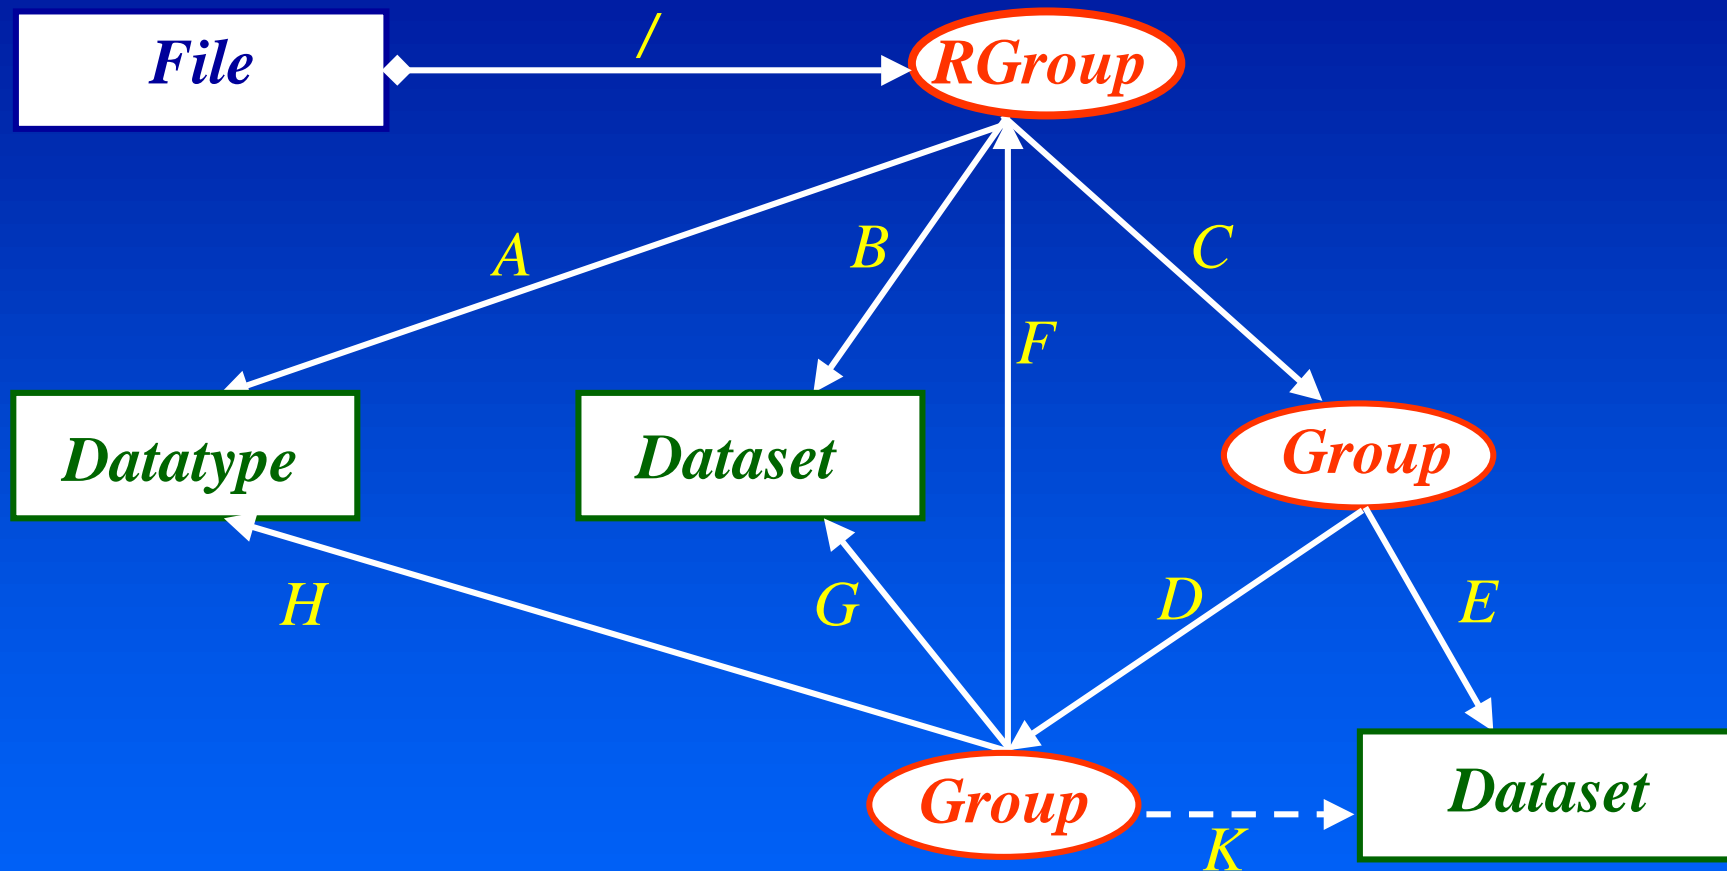 File
/
RGroup
A
B
C
F
Datatype
Dataset
Group
H
G
D
E
Group
K
Dataset